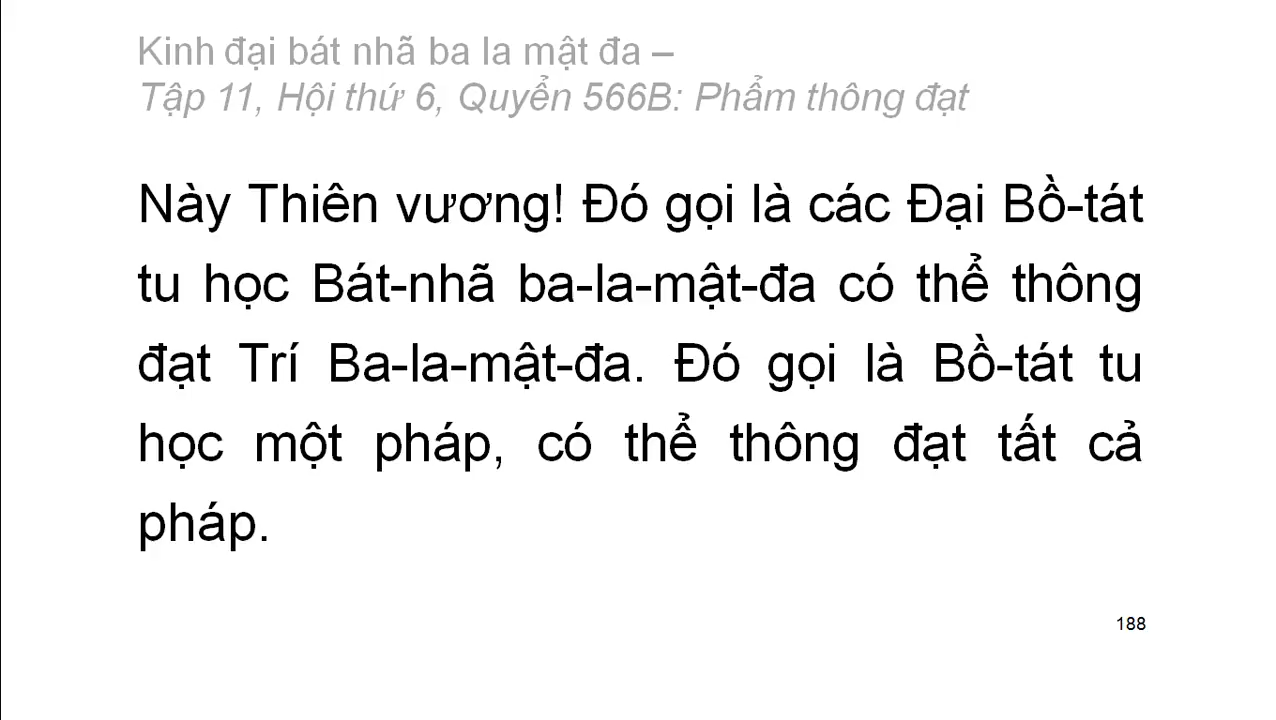 Kinh đại bát nhã ba la mật đa –
Tập 11, Hội thứ 6, Quyển 566B: Phẩm thông đạt
Này Thiên vương! Đó gọi là các Đại Bồ-tát
tu học Bát-nhã ba-la-mật-đa có thể thông
đạt Trí Ba-la-mật-đa. Đó gọi là Bồ-tát tu
học một pháp, có thể thông đạt tất cả
pháp.
188